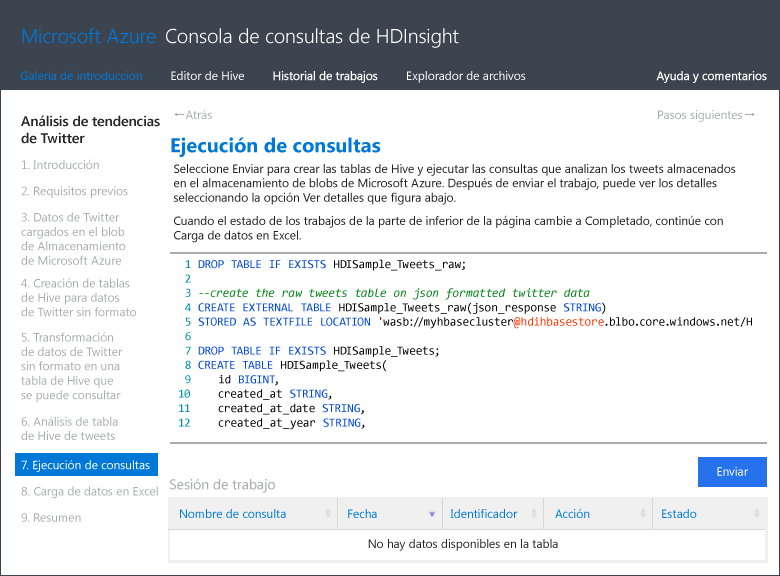 Microsoft Azure Consola de consultas de HDInsight
Galería de introducción Editor de Hive Historial de trabajos Explorador de archivos Ayuda y comentarios
Análisis de tendencias
de Twitter
1. Introducción
2. Requisitos previos
3. Datos de Twitter
cargados en el blob
de Almacenamiento
de Microsoft Azure
4. Creación de tablas
de Hive para datos
de Twitter sin formato
5. Transformación
de datos de Twitter
sin formato en una
tabla de Hive que
se puede consultar
6. Análisis de tabla
de Hive de tweets
7. Ejecución de consultas
8. Carga de datos en Excel
9. Resumen
←Atrás Pasos siguientes→
Ejecución de consultas
Seleccione Enviar para crear las tablas de Hive y ejecutar las consultas que analizan los tweets almacenados
en el almacenamiento de blobs de Microsoft Azure. Después de enviar el trabajo, puede ver los detalles
seleccionando la opción Ver detalles que figura abajo.
Cuando el estado de los trabajos de la parte de inferior de la página cambie a Completado, continúe con
Carga de datos en Excel.
1 DROP TABLE IF EXISTS HDISample_Tweets_raw;
2
3 --create the raw tweets table on json formatted twitter data
4 CREATE EXTERNAL TABLE HDISample_Tweets_raw(json_response STRING)
5 STORED AS TEXTFILE LOCATION 'wasb://myhbasecluster@hdihbasestore.blbo.core.windows.net/H
6
7 DROP TABLE IF EXISTS HDISample_Tweets;
8 CREATE TABLE HDISample_Tweets(
9 id BIGINT,
10 created_at STRING,
11 created_at_date STRING,
12 created_at_year STRING,
Enviar
Sesión de trabajo
Nombre de consulta Fecha Identificador Acción Estado
No hay datos disponibles en la tabla